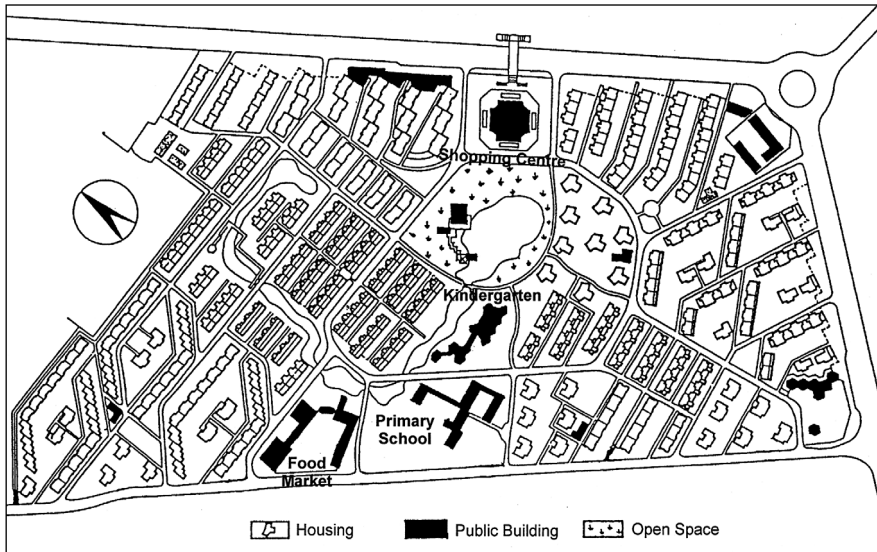 Shopping Centre
Kindergarten
Primary
School
Food
Market
Housing
Public Building
Open Space